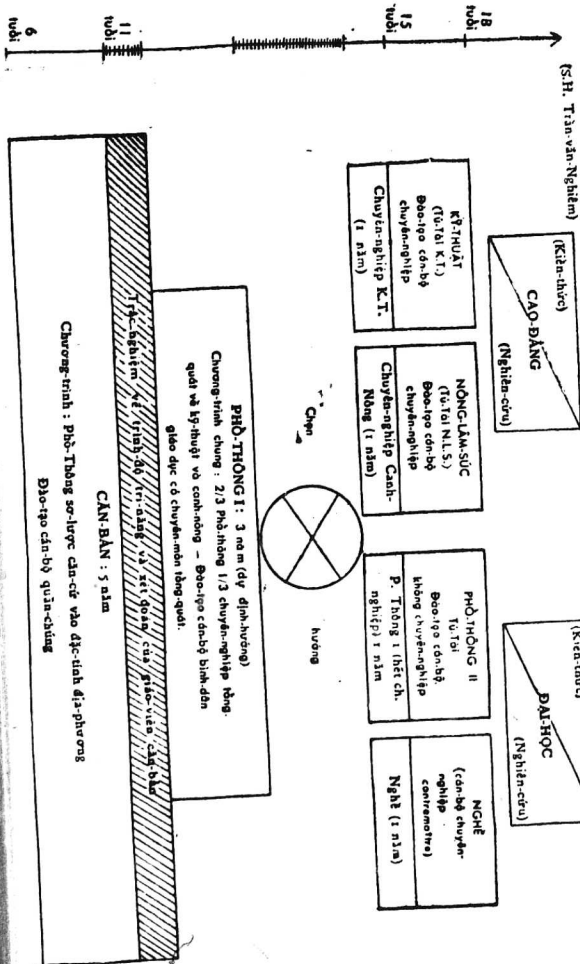 (S.H. Trần-văn-Nghiêm)
18
tuổi
15
tuổi
11
tuổi
6
tuổi
(Kiến-thức)
CAO-ĐẲNG
(Nghiên-cứu)
ĐẠI-HỌC
(Nghiên-cứu)
KỸ-THUẬT
(Tú-Tài K.T.)
Đào-tạo cán-bộ
chuyên-nghiệp
Chuyên-nghiệp K.T.
(1 năm)
NÔNG-LÂM-SÚC
(Tú-Tài N.L.S.)
Đào-tạo cán-bộ
chuyên-nghiệp
Chuyên-nghiệp Canh-
Nông (1 năm)
PHỔ-THÔNG II
Tú-Tài
Đào-tạo cán-bộ
không chuyên-nghiệp
P. Thông 1 (hết ch.
nghiệp) 1 năm
NGHỀ
(cán-bộ chuyên-
nghiệp
contremaître)
Nghề (1 năm)
Chọn
hướng
PHỔ-THÔNG I : 3 năm (dự định-hướng)
Chương-trình chung : 2/3 Phổ-thông 1/3 chuyên-nghiệp tổng-
quát về kỹ-thuật và canh-nông — Đào-tạo cán-bộ bình-dân
giáo dục có chuyên-môn tổng-quát.
Trắc-nghiệm về trình-độ trí-năng và xét đoán của giáo-viên căn-bản
CĂN-BẢN : 5 năm
Chương-trình : Phổ-Thông sơ-lược căn-cứ vào đặc-tính địa-phương
Đào-tạo cán-bộ quần-chúng